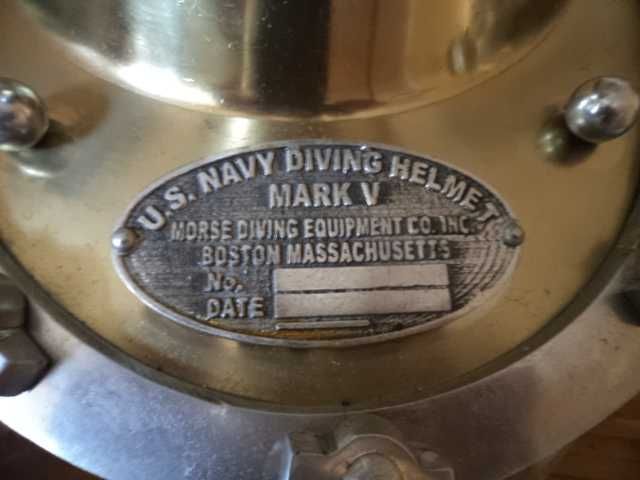 U.S. NAVY DIVING HELMET
MARK V
MORSE DIVING EQUIPMENT CO. INC.
BOSTON MASSACHUSETTS
No.
DATE